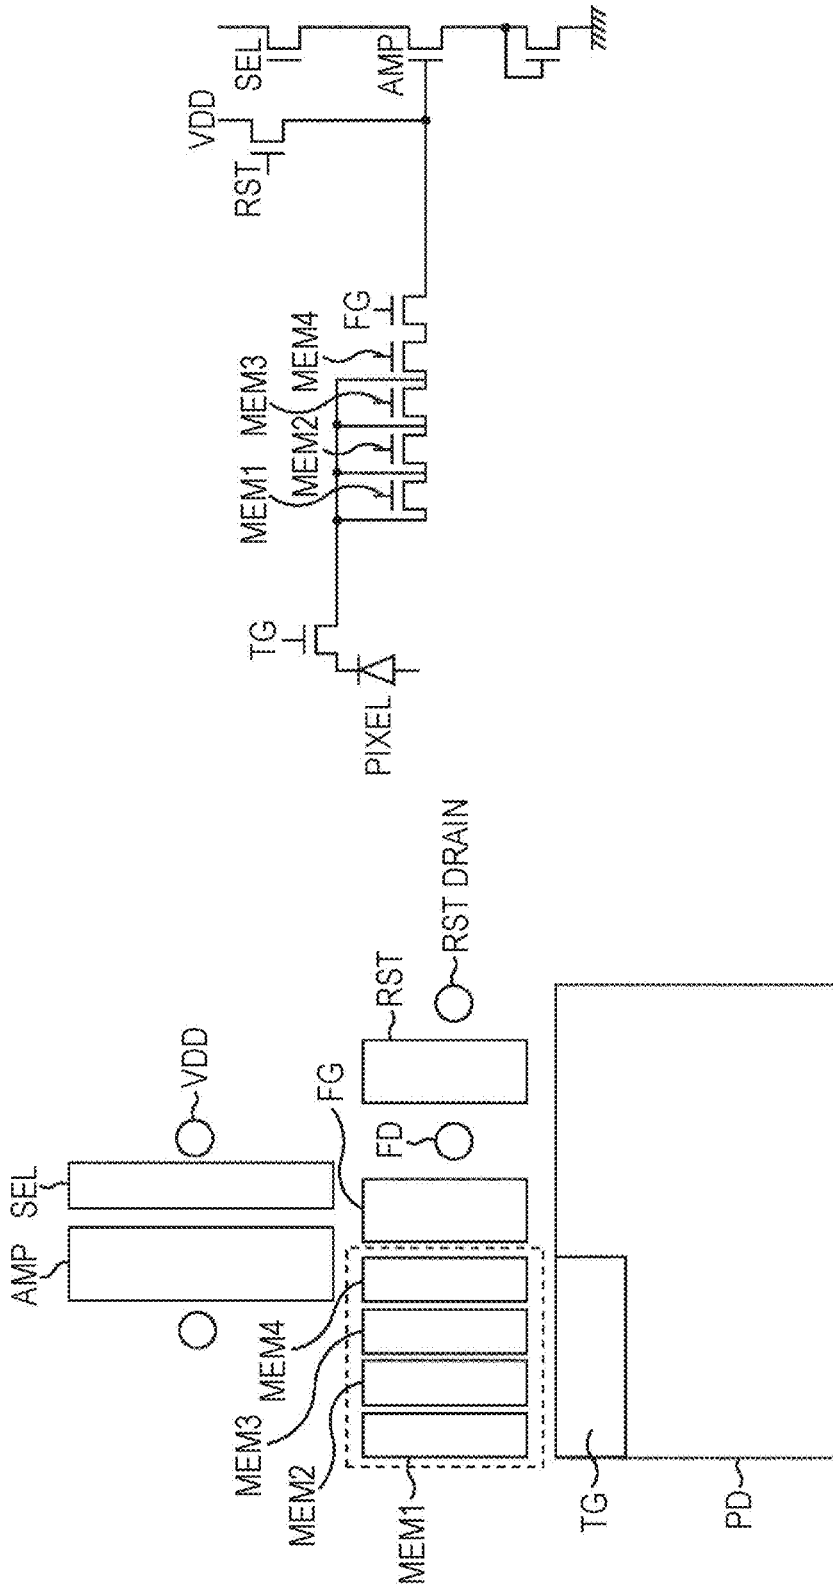 SEL
VDD
AMP
RST
FG
MEM4
MEM3
MEM2
MEM1
TG
PIXEL
RST DRAIN
RST
VDD
FG
FD
SEL
AMP
MEM4
MEM3
MEM2
MEM1
TG
PD